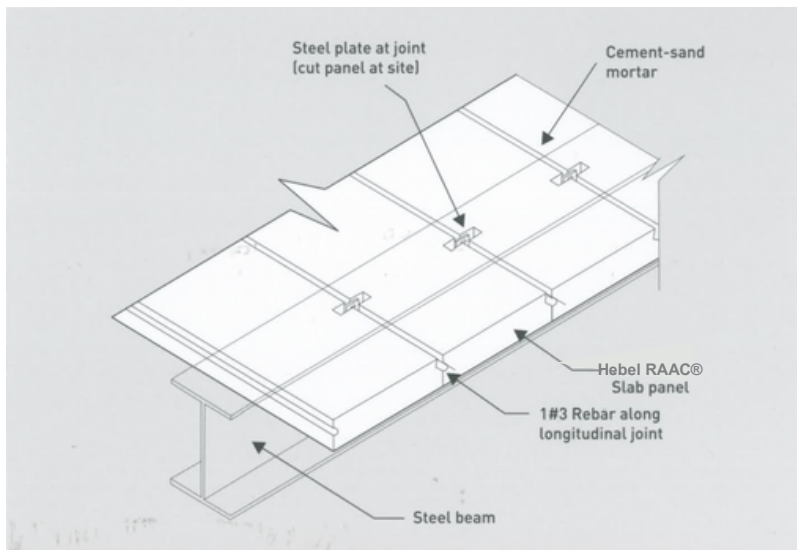 Steel plate at joint
(cut panel at site)
Cement-sand
mortar
Hebel RAAC®
Slab panel
1#3 Rebar along
longitudinal joint
Steel beam